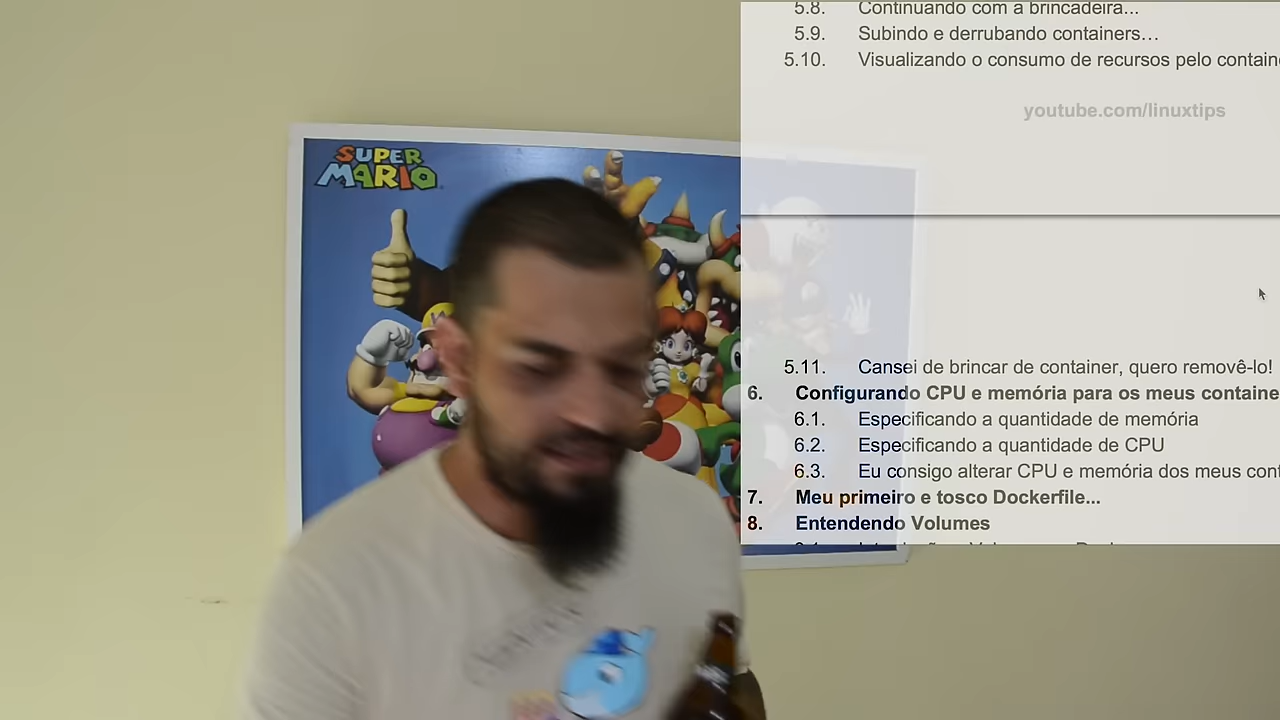 5.8. Continuando com a brincadeira...
5.9. Subindo e derrubando containers…
5.10. Visualizando o consumo de recursos pelo
youtube.com/linuxtips
SUPER
MARIO
5.11. Cansei de brincar de container, quero removê-lo!
6. Configurando CPU e memória para os meus
6.1. Especificando a quantidade de memória
6.2. Especificando a quantidade de CPU
6.3. Eu consigo alterar CPU e memória dos meus
7. Meu primeiro e tosco Dockerfile...
8. Entendendo Volumes